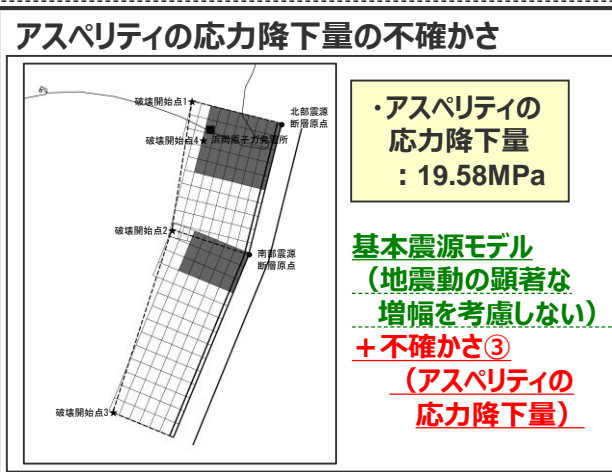 アスペリティの応力降下量の不確かさ
破壊開始点1★
北部震源
断層原点
破壊開始点4★ 浜岡原子力発電所
破壊開始点2★
南部震源
断層原点
破壊開始点3★
・アスペリティの
応力降下量
：19.58MPa
基本震源モデル
（地震動の顕著な
増幅を考慮しない）
＋不確かさ③
（アスペリティの
応力降下量）